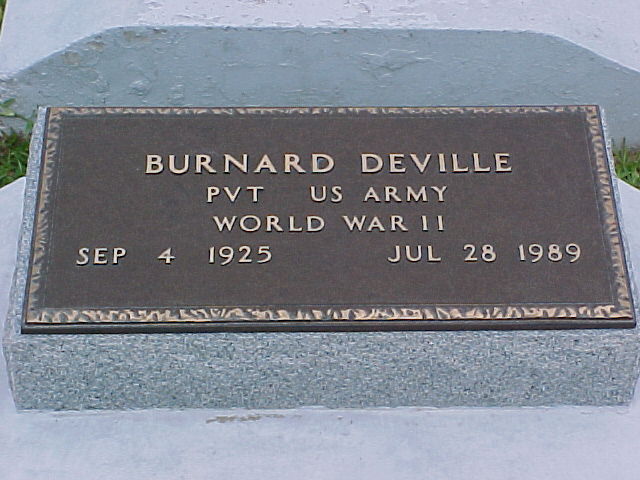 BURNARD DEVILLE
PVT US ARMY
WORLD WAR II
SEP 4 1925 JUL 28 1989